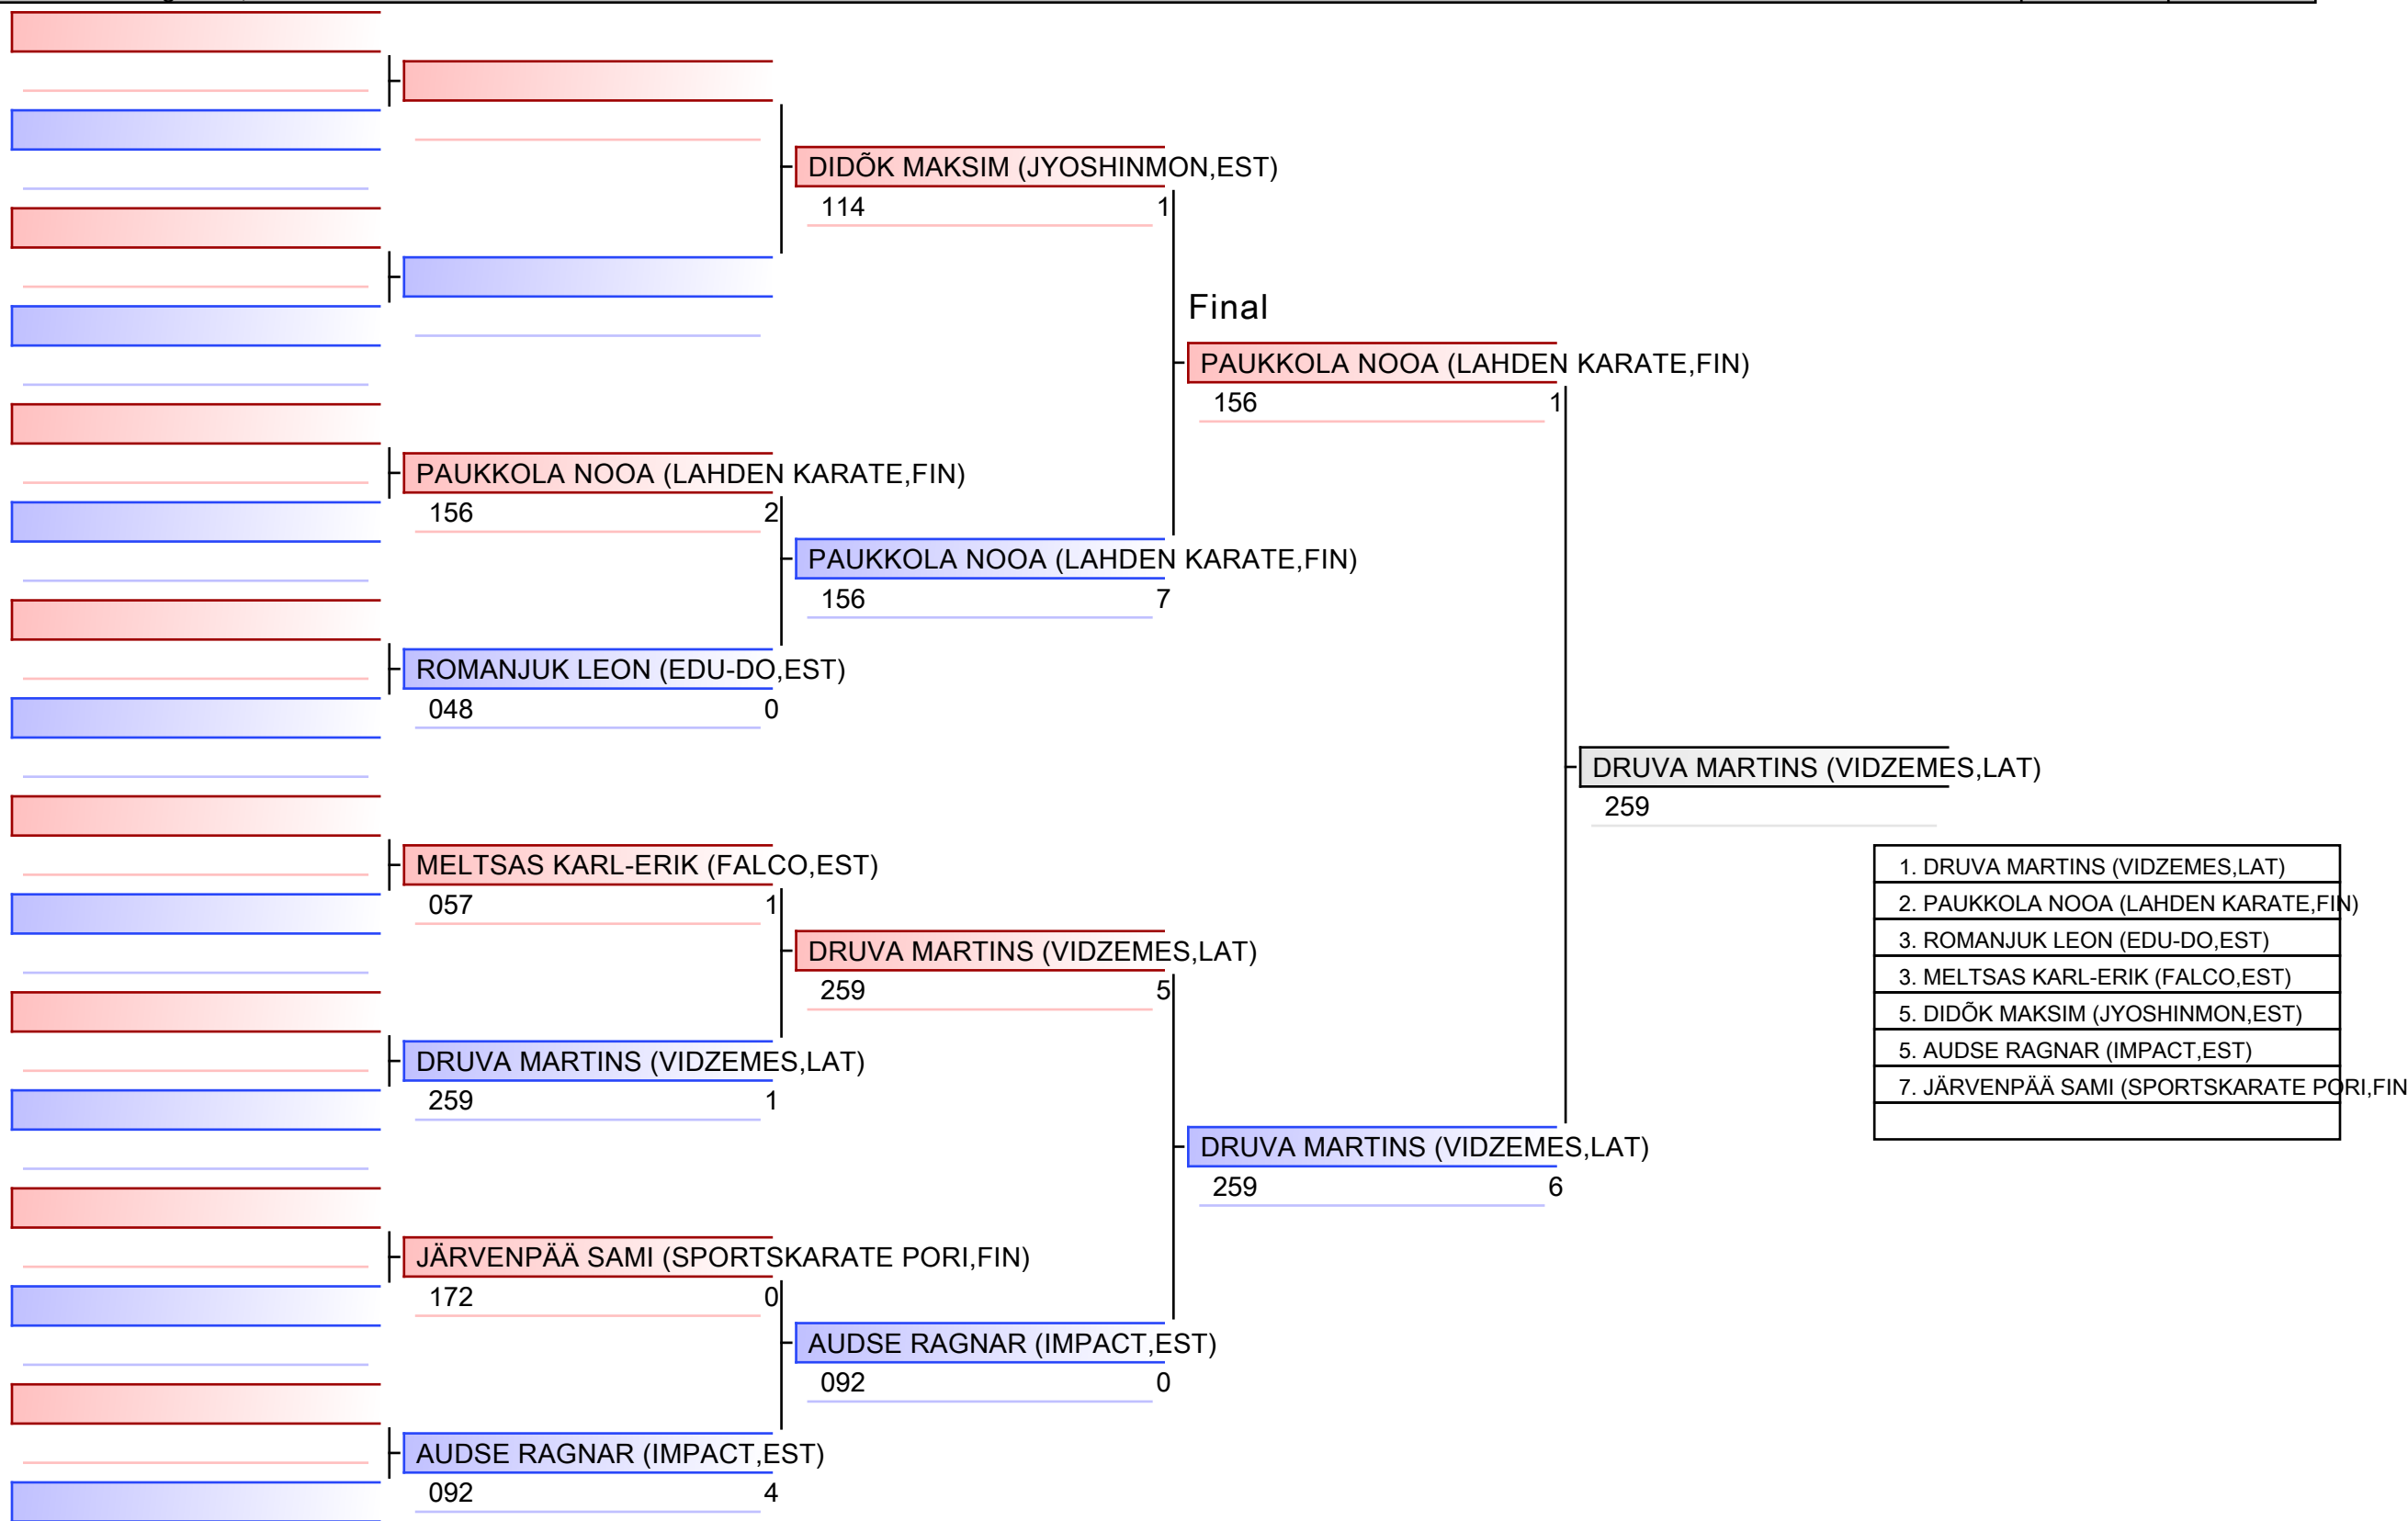 DIDÕK MAKSIM (JYOSHINMON,EST)
114 1
Final
PAUKKOLA NOOA (LAHDEN KARATE,FIN)
156 1
PAUKKOLA NOOA (LAHDEN KARATE,FIN)
156 2
PAUKKOLA NOOA (LAHDEN KARATE,FIN)
156 7
ROMANJUK LEON (EDU-DO,EST)
048 0
DRUVA MARTINS (VIDZEMES,LAT)
259
MELTSAS KARL-ERIK (FALCO,EST)
057 1
DRUVA MARTINS (VIDZEMES,LAT)
259 5
DRUVA MARTINS (VIDZEMES,LAT)
259 1
DRUVA MARTINS (VIDZEMES,LAT)
259 6
JÄRVENPÄÄ SAMI (SPORTSKARATE PORI,FIN)
172 0
AUDSE RAGNAR (IMPACT,EST)
092 0
AUDSE RAGNAR (IMPACT,EST)
092 4
1. DRUVA MARTINS (VIDZEMES,LAT)
2. PAUKKOLA NOOA (LAHDEN KARATE,FIN)
3. ROMANJUK LEON (EDU-DO,EST)
3. MELTSAS KARL-ERIK (FALCO,EST)
5. DIDÕK MAKSIM (JYOSHINMON,EST)
5. AUDSE RAGNAR (IMPACT,EST)
7. JÄRVENPÄÄ SAMI (SPORTSKARATE PORI,FIN